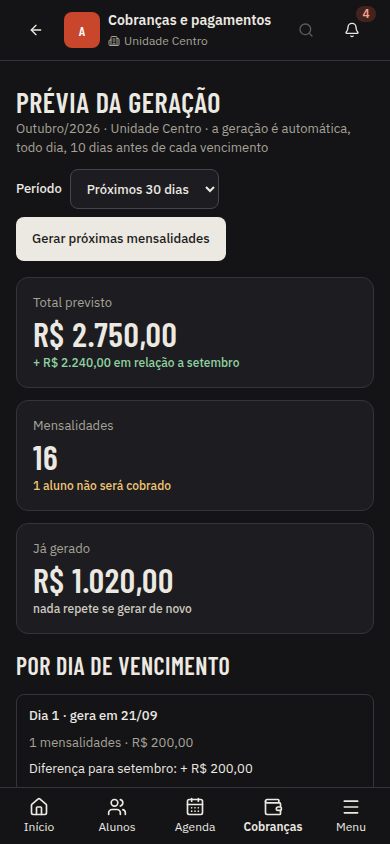 A
Cobranças e pagamentos
Unidade Centro
4
PRÉVIA DA GERAÇÃO
Outubro/2026 · Unidade Centro · a geração é automática,
todo dia, 10 dias antes de cada vencimento
Período
Próximos 30 dias
Gerar próximas mensalidades
Total previsto
R$ 2.750,00
+ R$ 2.240,00 em relação a setembro
Mensalidades
16
1 aluno não será cobrado
Já gerado
R$ 1.020,00
nada repete se gerar de novo
POR DIA DE VENCIMENTO
Dia 1 · gera em 21/09
1 mensalidades · R$ 200,00
Diferença para setembro: + R$ 200,00
Início
Alunos
Agenda
Cobranças
Menu